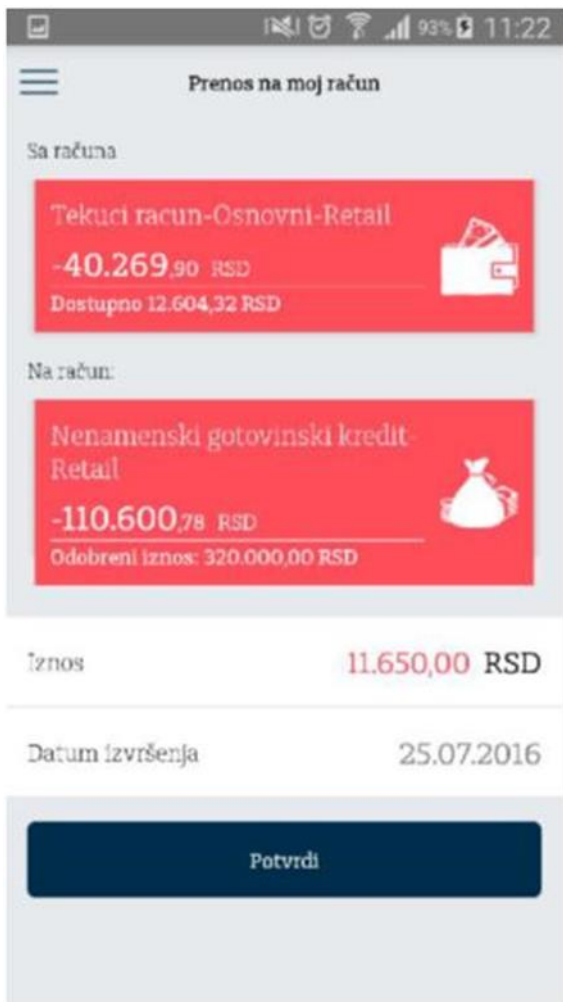 93% 11:22
Prenos na moj račun
Sa računa
Tekuci racun-Osnovni-Retail
-40.269,90 RSD
Dostupno 12.604,32 RSD
Na račun:
Nenamenski gotovinski kredit-
Retail
-110.600,78 RSD
Odobreni iznos: 320.000,00 RSD
Iznos 11.650,00 RSD
Datum izvršenja 25.07.2016
Potvrdi